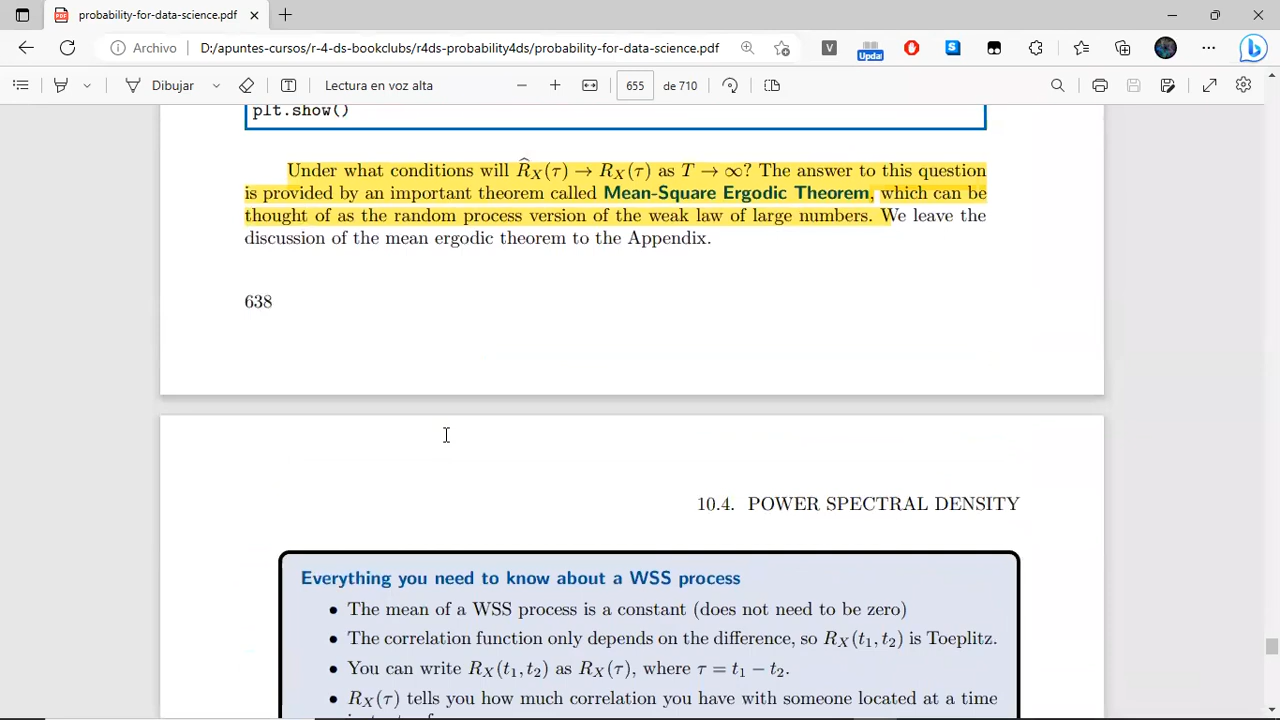 probability-for-data-science.pdf
Archivo
D:/apuntes-cursos/r-4-ds-bookclubs/r4ds-probability4ds/probability-for-data-science.pdf
V
Updat
S
Dibujar
Lectura en voz alta
655
de 710
plt.show()
Under what conditions will R̂_X(τ) → R_X(τ) as T → ∞? The answer to this question
is provided by an important theorem called Mean-Square Ergodic Theorem, which can be
thought of as the random process version of the weak law of large numbers. We leave the
discussion of the mean ergodic theorem to the Appendix.
638
10.4. POWER SPECTRAL DENSITY
Everything you need to know about a WSS process
• The mean of a WSS process is a constant (does not need to be zero)
• The correlation function only depends on the difference, so R_X(t₁, t₂) is Toeplitz.
• You can write R_X(t₁, t₂) as R_X(τ), where τ = t₁ − t₂.
• R_X(τ) tells you how much correlation you have with someone located at a time